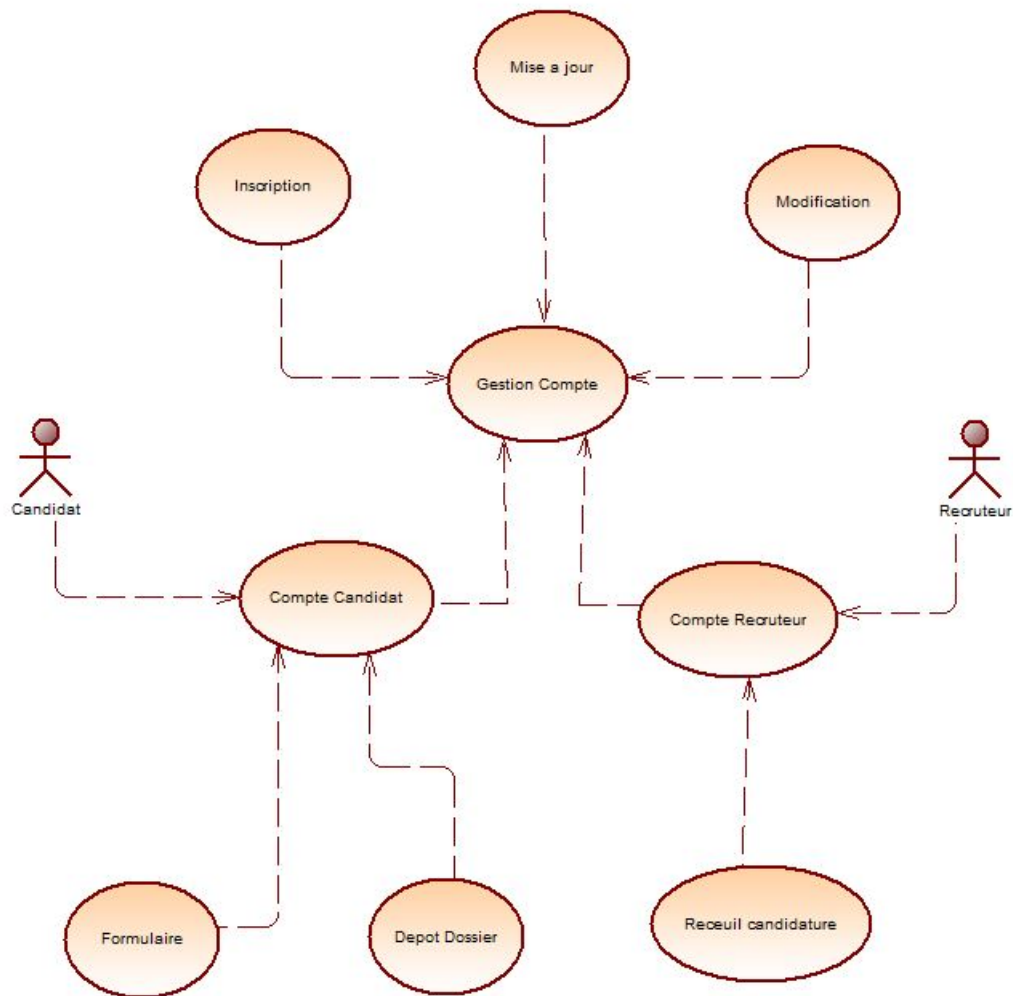 Mise a jour
Inscription
Modification
Gestion Compte
Candidat
Recruteur
Compte Candidat
Compte Recruteur
Formulaire
Depot Dossier
Receuil candidature